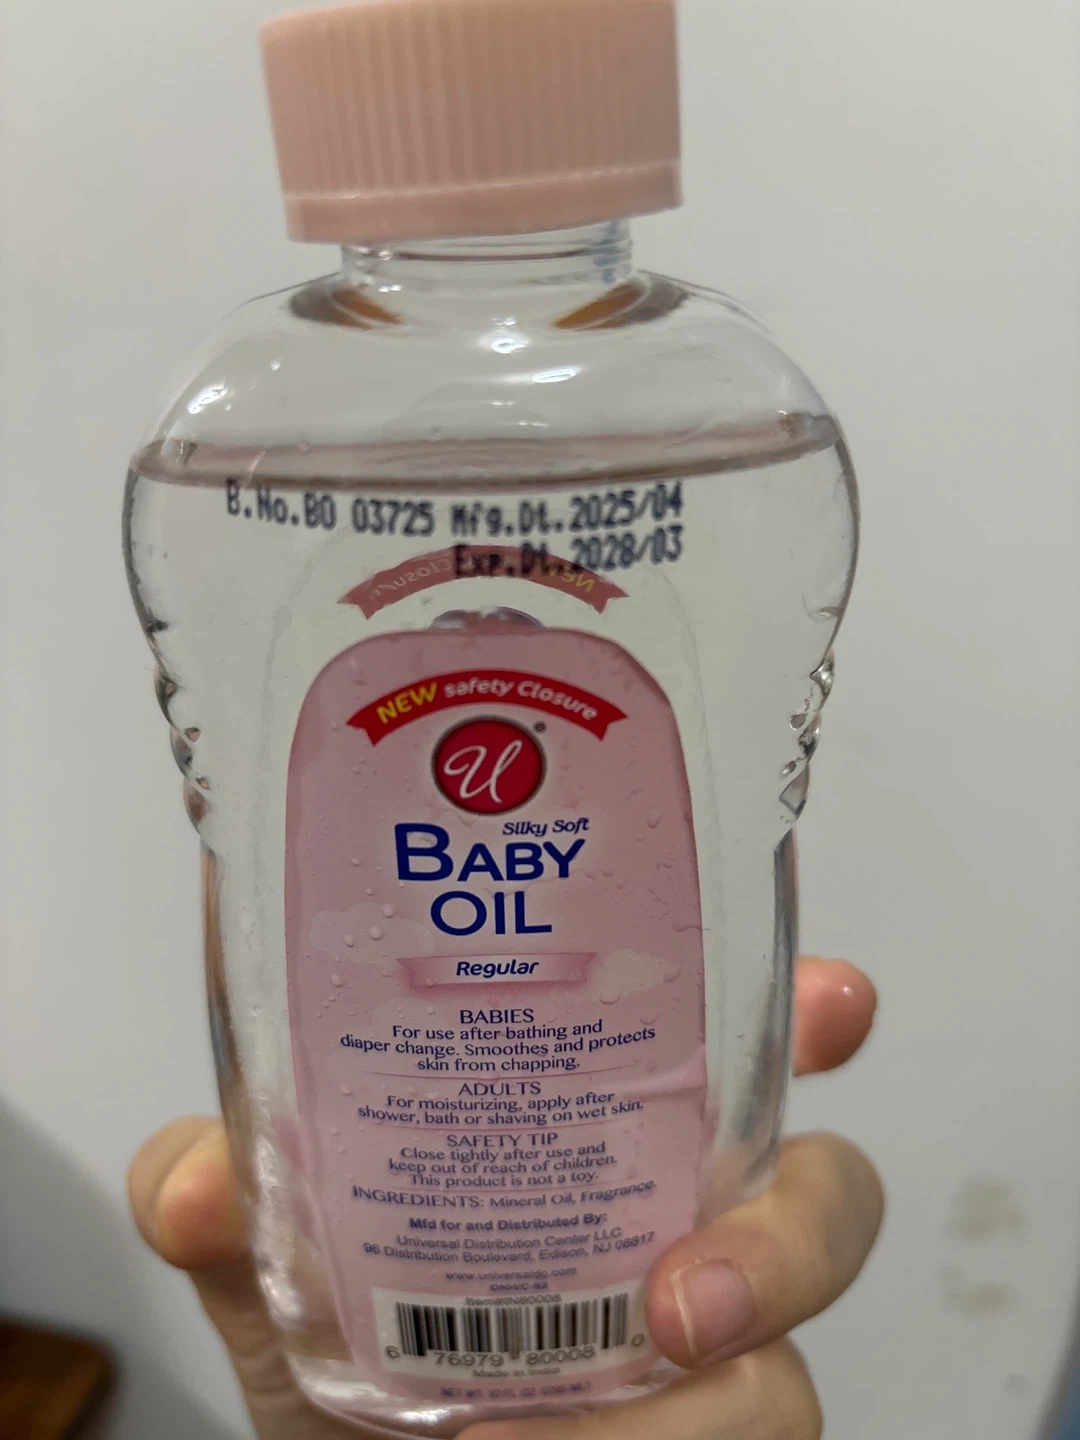 B.No.BO 03725 Mfg.Dt.2025/04
Exp.Dt.2028/03
NEW safety Closure
U
Silky Soft
BABY
OIL
Regular
BABIES
For use after bathing and
diaper change. Smoothes and protects
skin from chapping.
ADULTS
For moisturizing, apply after
shower, bath or shaving on wet skin.
SAFETY TIP
Close tightly after use and
keep out of reach of children.
This product is not a toy.
INGREDIENTS: Mineral Oil, Fragrance.
Mfd for and Distributed By:
Universal Distribution Center LLC
96 Distribution Boulevard, Edison, NJ 08817
www.universaldc.com
6 76979 80008 0
Made in India